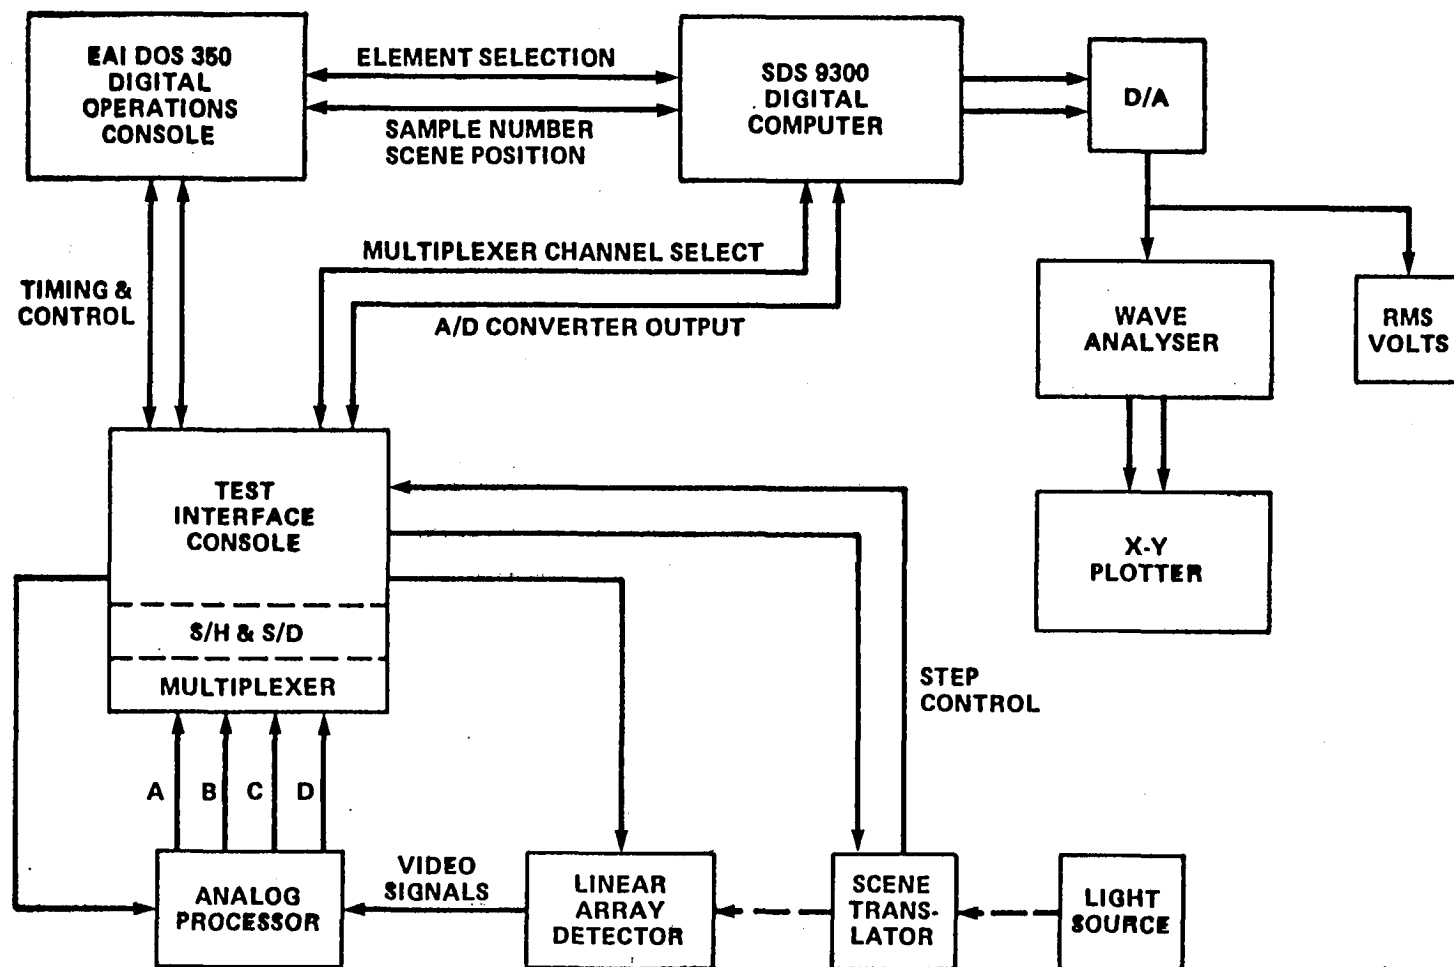 EAI DOS 350
DIGITAL
OPERATIONS
CONSOLE
ELEMENT SELECTION
SAMPLE NUMBER
SCENE POSITION
SDS 9300
DIGITAL
COMPUTER
D/A
MULTIPLEXER CHANNEL SELECT
A/D CONVERTER OUTPUT
TIMING &
CONTROL
WAVE
ANALYSER
RMS
VOLTS
TEST
INTERFACE
CONSOLE
S/H & S/D
MULTIPLEXER
X-Y
PLOTTER
STEP
CONTROL
A B C D
ANALOG
PROCESSOR
VIDEO
SIGNALS
LINEAR
ARRAY
DETECTOR
SCENE
TRANS-
LATOR
LIGHT
SOURCE